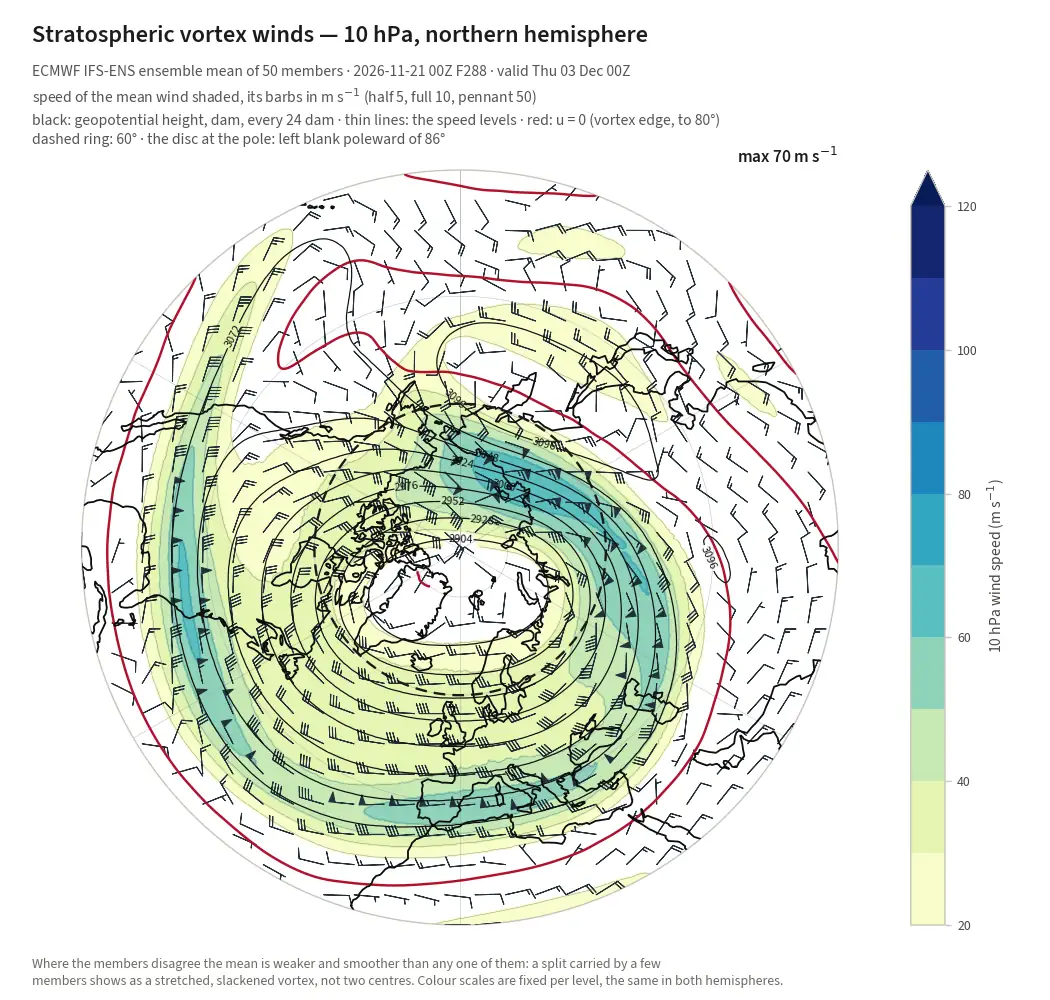 Stratospheric vortex winds — 10 hPa, northern hemisphere
ECMWF IFS-ENS ensemble mean of 50 members · 2026-11-21 00Z F288 · valid Thu 03 Dec 00Z
speed of the mean wind shaded, its barbs in m s⁻¹ (half 5, full 10, pennant 50)
black: geopotential height, dam, every 24 dam · thin lines: the speed levels · red: u = 0 (vortex edge, to 80°)
dashed ring: 60° · the disc at the pole: left blank poleward of 86°
max 70 m s⁻¹
120
100
80
60
40
20
10 hPa wind speed (m s⁻¹)
3072
3096
3024
2976
2952
2904
3096
Where the members disagree the mean is weaker and smoother than any one of them: a split carried by a few
members shows as a stretched, slackened vortex, not two centres. Colour scales are fixed per level, the same in both hemispheres.